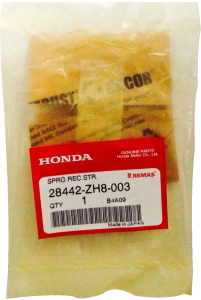 HONDA
GENUINE PARTS
Honda Motor Co., Ltd.
SPRG.REC.STR.
REMAS
28442-ZH8-003
QTY 1 B4A09
MADE IN JAPAN